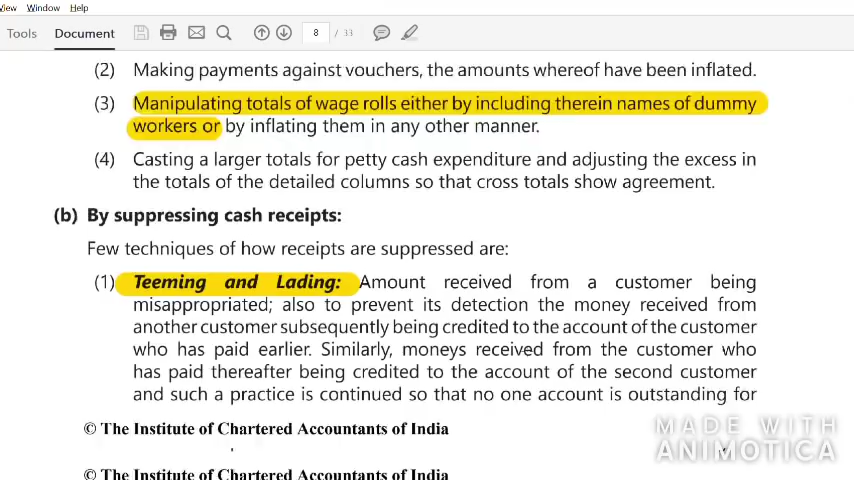 View Window Help
Tools Document 8 / 33
(2) Making payments against vouchers, the amounts whereof have been inflated.
(3) Manipulating totals of wage rolls either by including therein names of dummy
workers or by inflating them in any other manner.
(4) Casting a larger totals for petty cash expenditure and adjusting the excess in
the totals of the detailed columns so that cross totals show agreement.
(b) By suppressing cash receipts:
Few techniques of how receipts are suppressed are:
(1) Teeming and Lading: Amount received from a customer being
misappropriated; also to prevent its detection the money received from
another customer subsequently being credited to the account of the customer
who has paid earlier. Similarly, moneys received from the customer who
has paid thereafter being credited to the account of the second customer
and such a practice is continued so that no one account is outstanding for
© The Institute of Chartered Accountants of India
MADE WITH
ANIMOTICA
© The Institute of Chartered Accountants of India